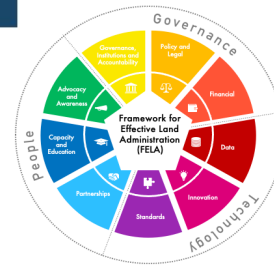 Governance
Governance,
Institutions and
Accountability
Policy and
Legal
Financial
Data
Technology
Innovation
Standards
Partnerships
People
Capacity
and
Education
Advocacy
and
Awareness
Framework for
Effective Land
Administration
(FELA)